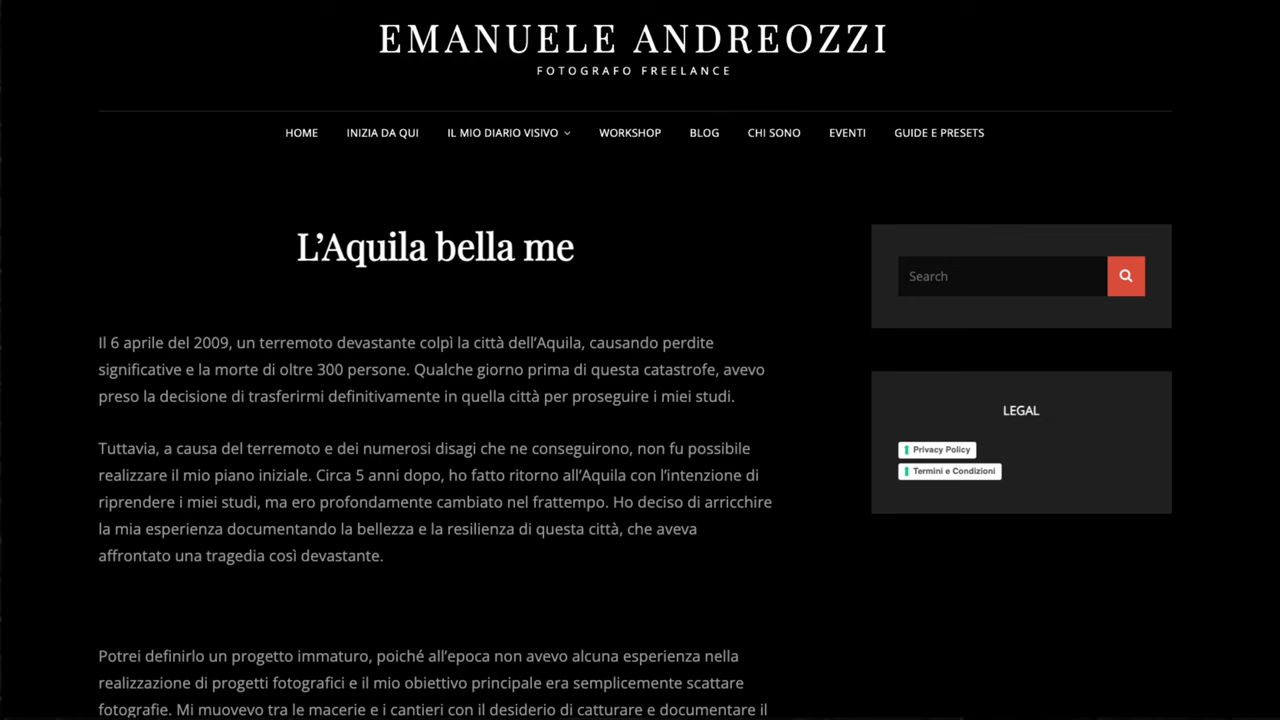 EMANUELE ANDREOZZI
FOTOGRAFO FREELANCE
HOME INIZIA DA QUI IL MIO DIARIO VISIVO WORKSHOP BLOG CHI SONO EVENTI GUIDE E PRESETS
L’Aquila bella me
Il 6 aprile del 2009, un terremoto devastante colpì la città dell’Aquila, causando perdite
significative e la morte di oltre 300 persone. Qualche giorno prima di questa catastrofe, avevo
preso la decisione di trasferirmi definitivamente in quella città per proseguire i miei studi.
Tuttavia, a causa del terremoto e dei numerosi disagi che ne conseguirono, non fu possibile
realizzare il mio piano iniziale. Circa 5 anni dopo, ho fatto ritorno all’Aquila con l’intenzione di
riprendere i miei studi, ma ero profondamente cambiato nel frattempo. Ho deciso di arricchire
la mia esperienza documentando la bellezza e la resilienza di questa città, che aveva
affrontato una tragedia così devastante.
Potrei definirlo un progetto immaturo, poiché all’epoca non avevo alcuna esperienza nella
realizzazione di progetti fotografici e il mio obiettivo principale era semplicemente scattare
fotografie. Mi muovevo tra le macerie e i cantieri con il desiderio di catturare e documentare il
Search
LEGAL
Privacy Policy
Termini e Condizioni